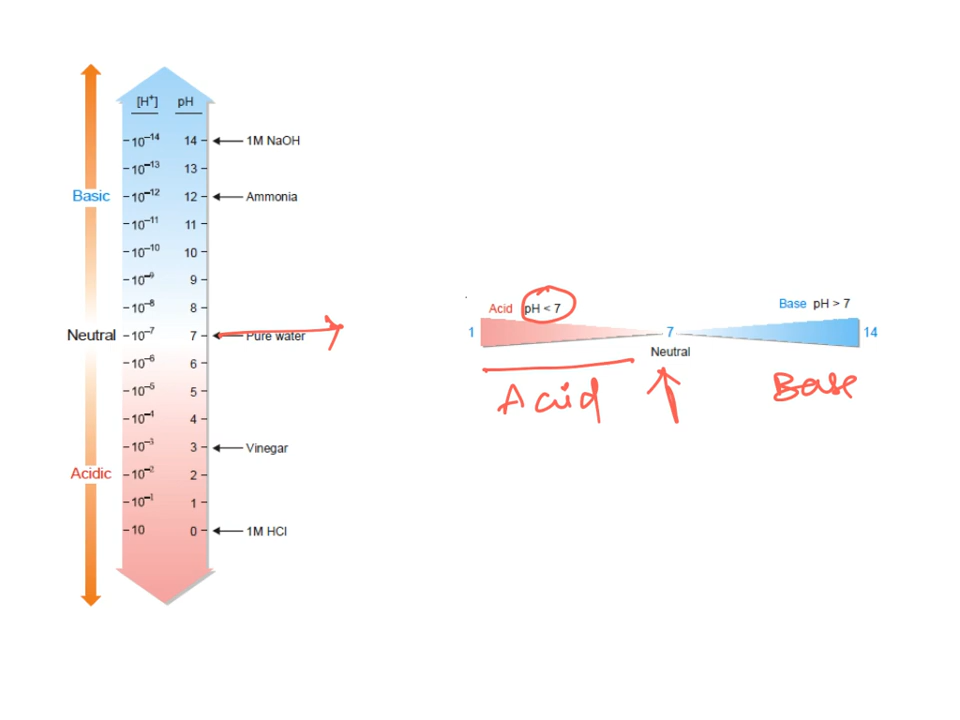 [H⁺] pH
10⁻¹⁴ 14 1M NaOH
10⁻¹³ 13
Basic 10⁻¹² 12 Ammonia
10⁻¹¹ 11
10⁻¹⁰ 10
10⁻⁹ 9
10⁻⁸ 8
Neutral 10⁻⁷ 7 Pure water
10⁻⁶ 6
10⁻⁵ 5
10⁻⁴ 4
10⁻³ 3 Vinegar
Acidic 10⁻² 2
10⁻¹ 1
10 0 1M HCl
Acid pH < 7 Base pH > 7
1 7 14
Neutral
Acid Base